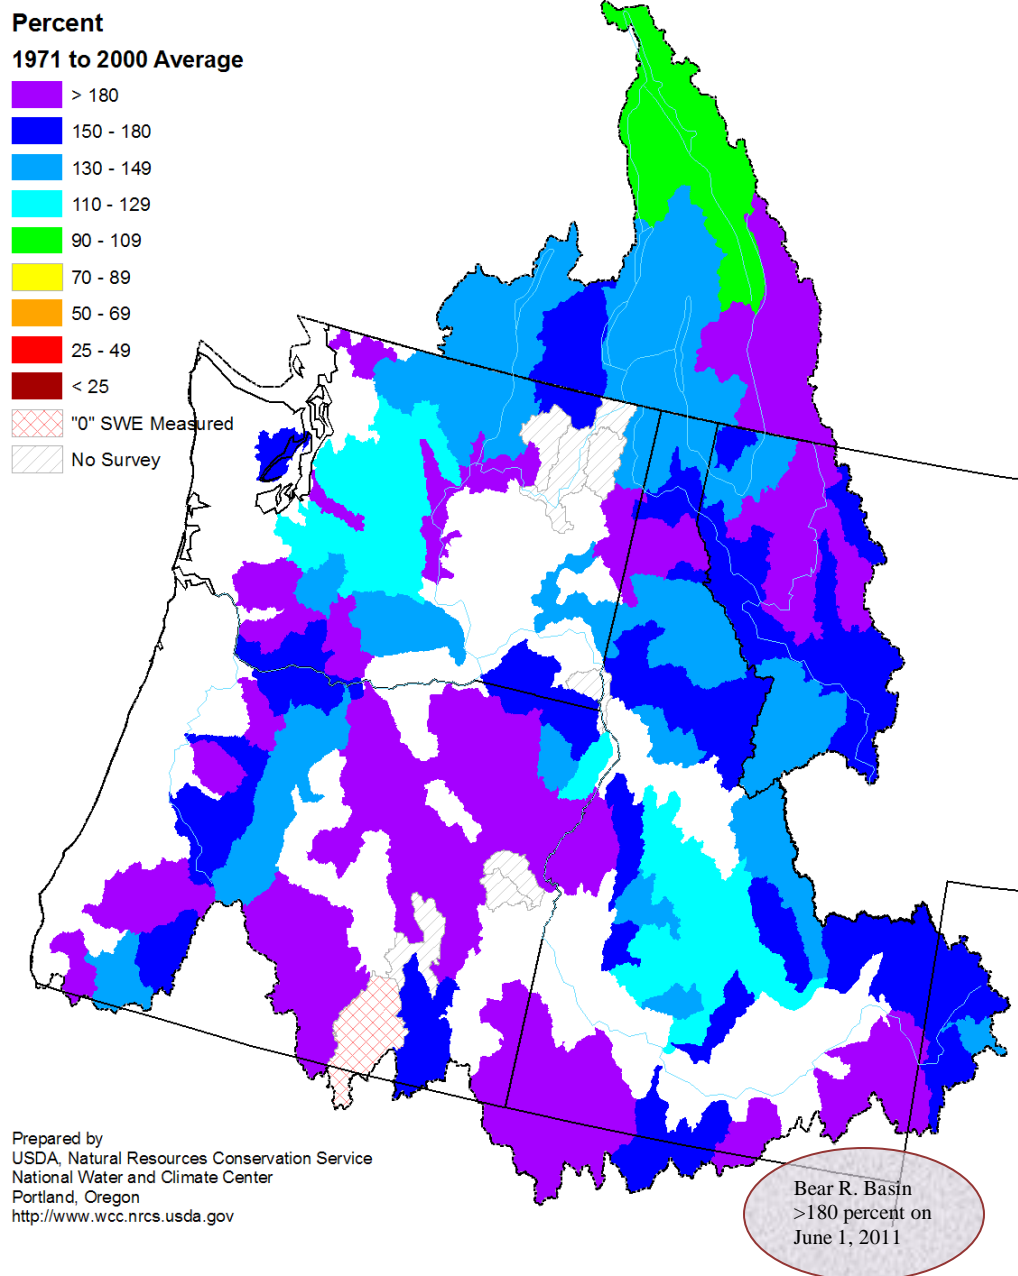 Percent
1971 to 2000 Average
> 180
150 - 180
130 - 149
110 - 129
90 - 109
70 - 89
50 - 69
25 - 49
< 25
"0" SWE Measured
No Survey
Prepared by
USDA, Natural Resources Conservation Service
National Water and Climate Center
Portland, Oregon
http://www.wcc.nrcs.usda.gov
Bear R. Basin
>180 percent on
June 1, 2011